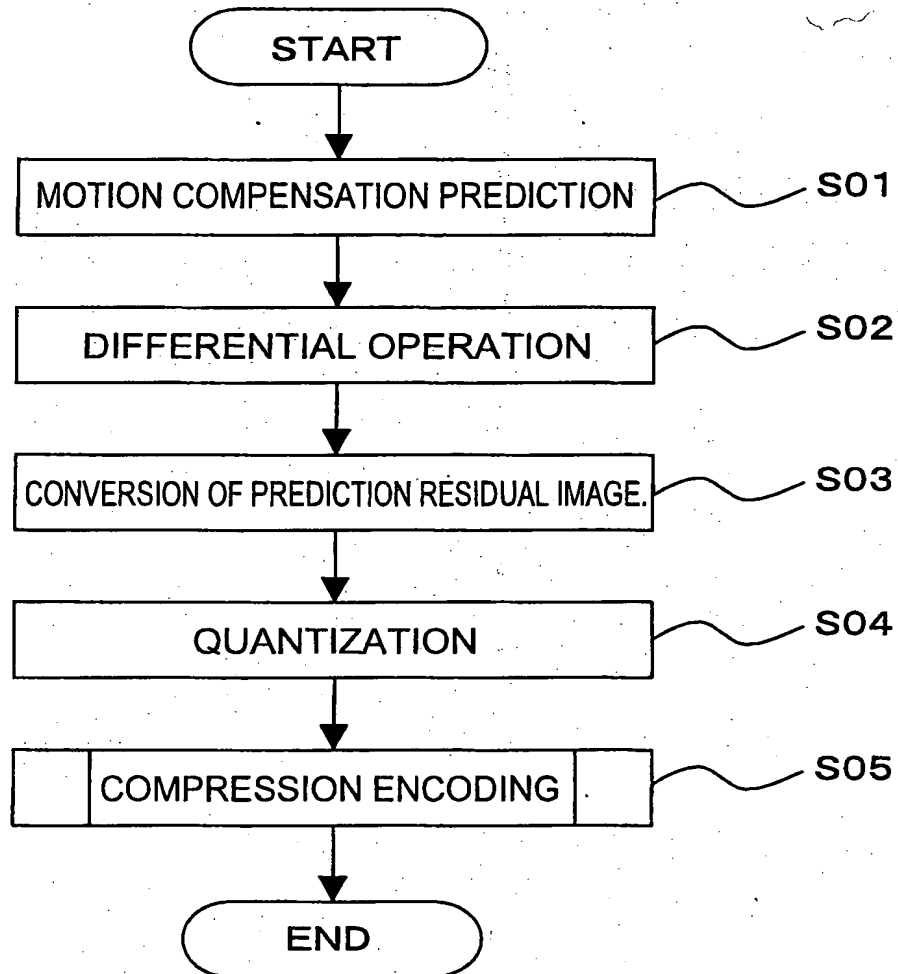 START
MOTION COMPENSATION PREDICTION S01
DIFFERENTIAL OPERATION S02
CONVERSION OF PREDICTION RESIDUAL IMAGE. S03
QUANTIZATION S04
COMPRESSION ENCODING S05
END